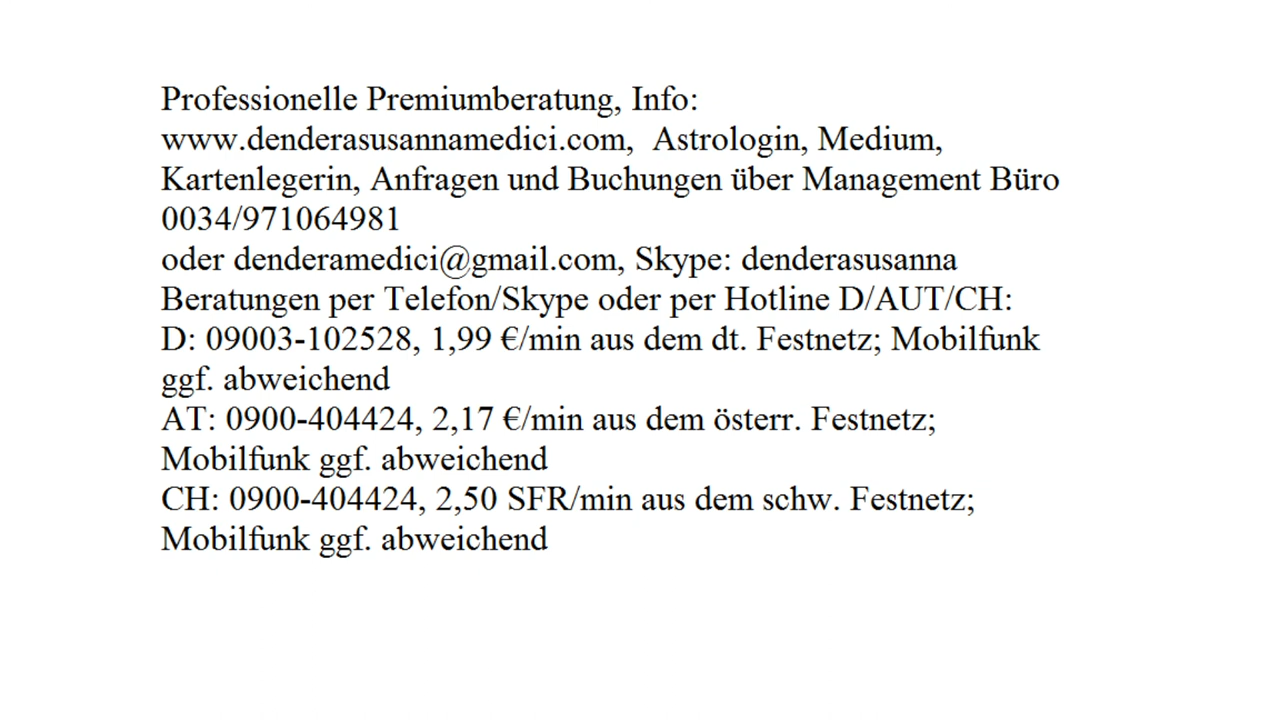 Professionelle Premiumberatung, Info:
www.denderasusannamedici.com,  Astrologin, Medium,
Kartenlegerin, Anfragen und Buchungen über Management Büro
0034/971064981
oder denderamedici@gmail.com, Skype: denderasusanna
Beratungen per Telefon/Skype oder per Hotline D/AUT/CH:
D: 09003-102528, 1,99 €/min aus dem dt. Festnetz; Mobilfunk
ggf. abweichend
AT: 0900-404424, 2,17 €/min aus dem österr. Festnetz;
Mobilfunk ggf. abweichend
CH: 0900-404424, 2,50 SFR/min aus dem schw. Festnetz;
Mobilfunk ggf. abweichend